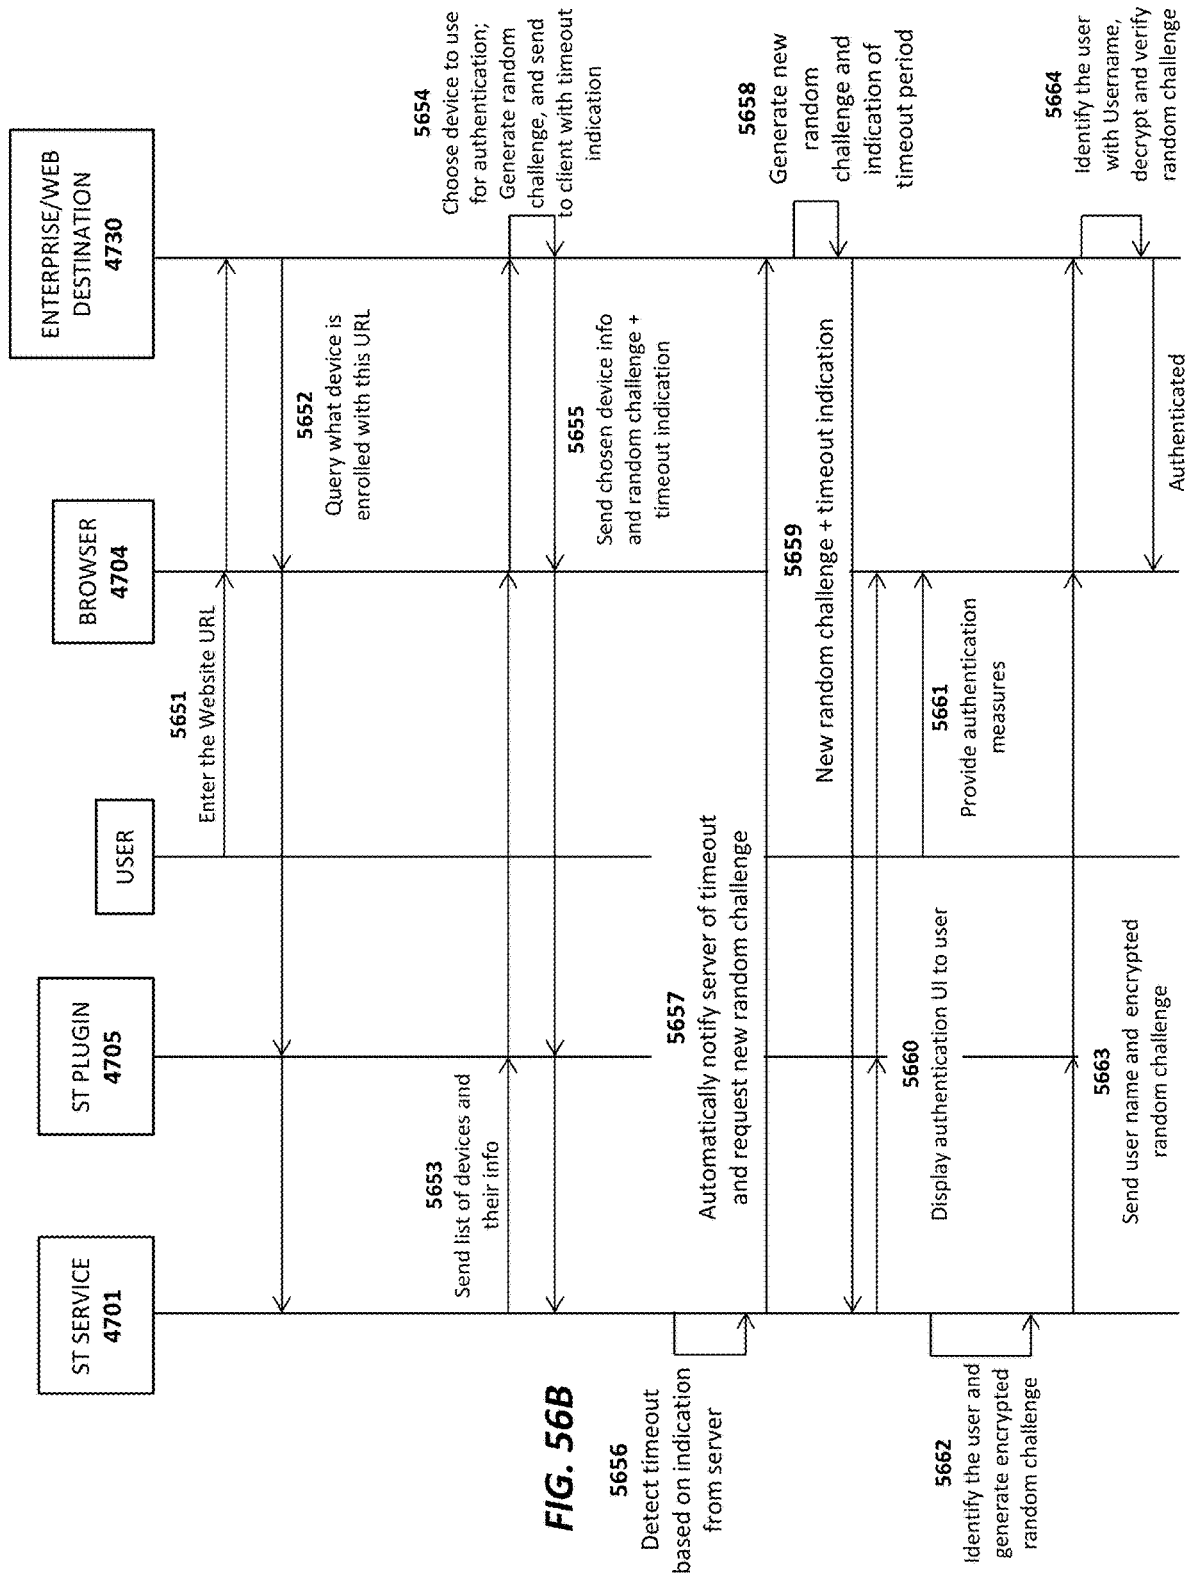 ST SERVICE
4701
ST PLUGIN
4705
USER
BROWSER
4704
ENTERPRISE/WEB
DESTINATION
4730
5651
Enter the Website URL
5652
Query what device is
enrolled with this URL
5653
Send list of devices and
their info
5654
Choose device to use
for authentication;
Generate random
challenge, and send
to client with timeout
indication
5655
Send chosen device info
and random challenge +
timeout indication
5656
Detect timeout
based on indication
from server
5657
Automatically notify server of timeout
and request new random challenge
5658
Generate new
random
challenge and
indication of
timeout period
5659
New random challenge + timeout indication
5660
Display authentication UI to user
5661
Provide authentication
measures
5662
Identify the user and
generate encrypted
random challenge
5663
Send user name and encrypted
random challenge
5664
Identify the user
with Username,
decrypt and verify
random challenge
Authenticated
FIG. 56B